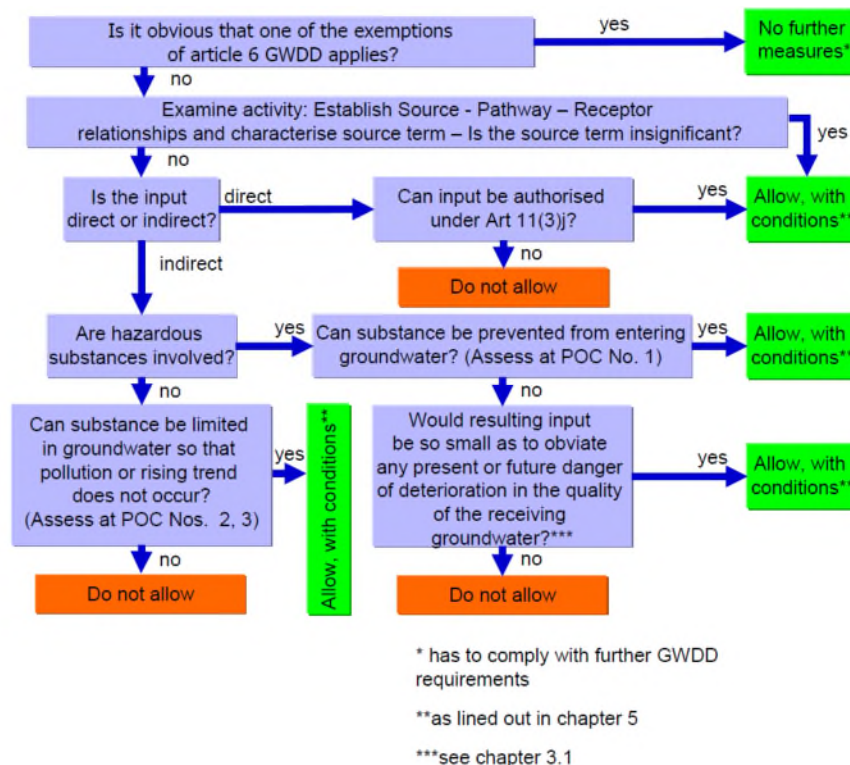 Is it obvious that one of the exemptions
of article 6 GWDD applies?
yes
No further
measures*
no
Examine activity: Establish Source - Pathway – Receptor
relationships and characterise source term – Is the source term insignificant?
yes
no
Is the input
direct or indirect?
direct
Can input be authorised
under Art 11(3)j?
yes
Allow, with
conditions**
no
Do not allow
indirect
Are hazardous
substances involved?
yes
Can substance be prevented from entering
groundwater? (Assess at POC No. 1)
yes
Allow, with
conditions**
no
no
Can substance be limited
in groundwater so that
pollution or rising trend
does not occur?
(Assess at POC Nos. 2, 3)
yes
Allow, with conditions**
Would resulting input
be so small as to obviate
any present or future danger
of deterioration in the quality
of the receiving
groundwater?***
yes
Allow, with
conditions**
no
Do not allow
no
Do not allow
* has to comply with further GWDD
requirements
**as lined out in chapter 5
***see chapter 3.1